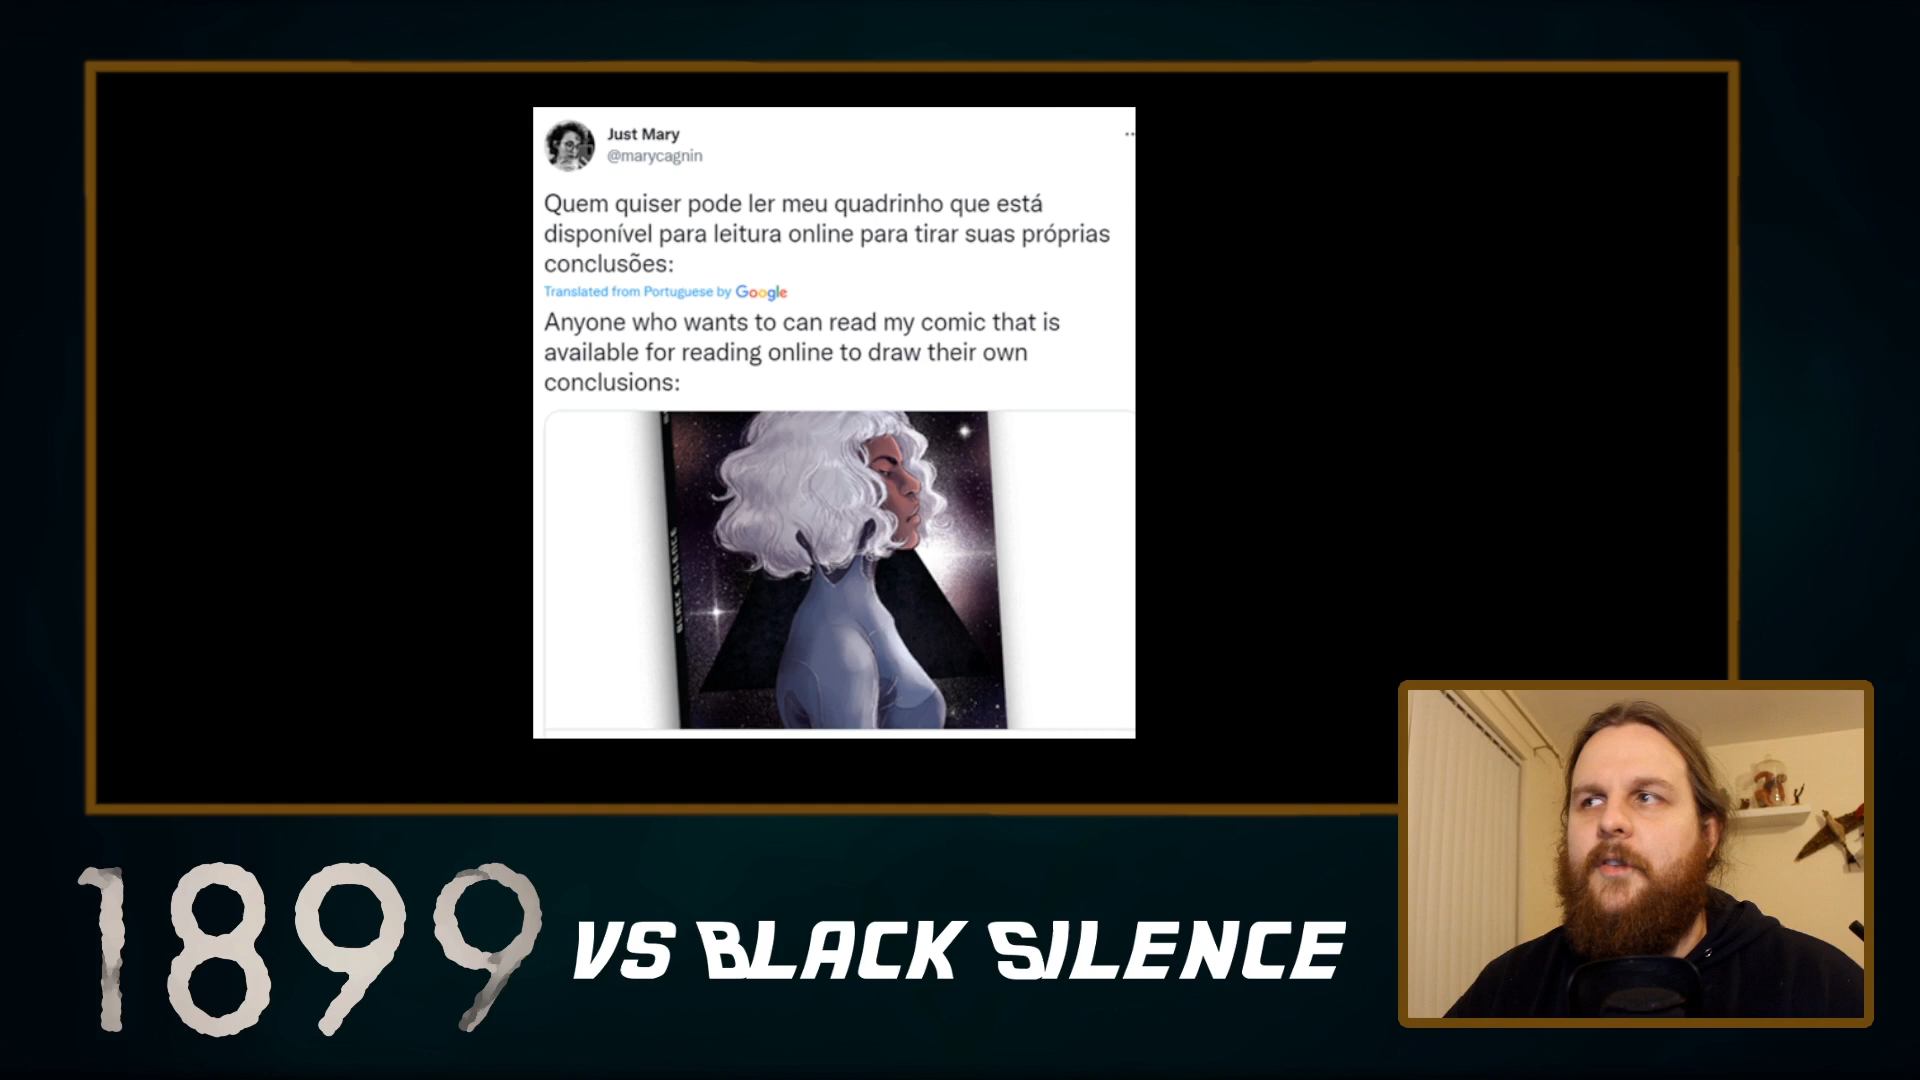 Just Mary
@marycagnin
Quem quiser pode ler meu quadrinho que está
disponível para leitura online para tirar suas próprias
conclusões:
Translated from Portuguese by Google
Anyone who wants to can read my comic that is
available for reading online to draw their own
conclusions:
BLACK SILENCE
1899
VS BLACK SILENCE